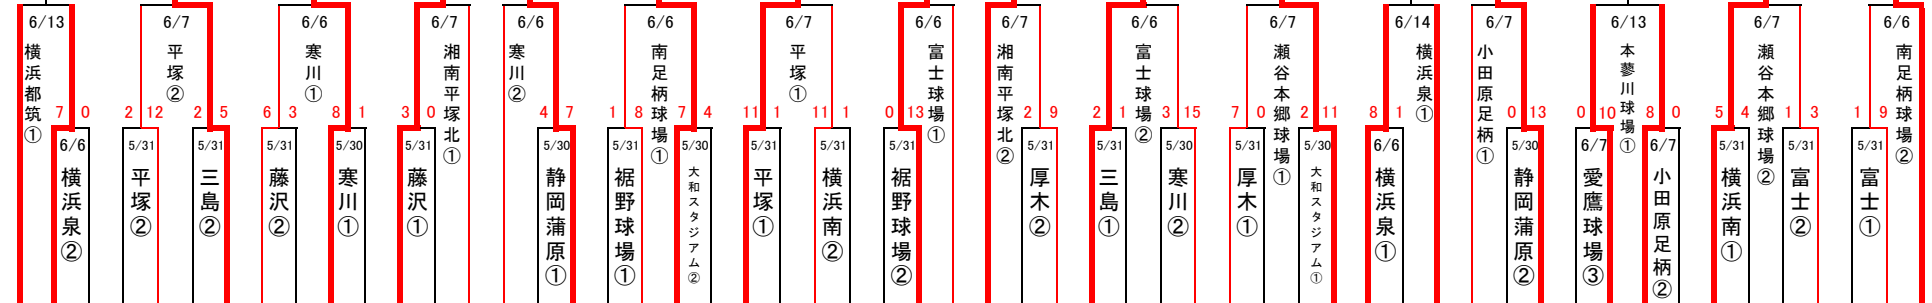 6/13 6/7 6/6 6/7 6/6 6/6 6/7 6/6 6/7 6/6 6/7 6/14 6/7 6/13 6/7 6/6
横浜都筑①
平塚②
寒川①
湘南平塚北①
寒川②
南足柄球場①
平塚①
富士球場①
湘南平塚北②
富士球場②
瀬谷本郷球場①
横浜泉①
小田原足柄①
本蓼川球場①
瀬谷本郷球場②
南足柄球場②
7 0 2 12 2 5 6 3 8 1 3 0 4 7 1 8 7 4 11 1 11 1 0 13 2 9 2 1 3 15 7 0 2 11 8 1 0 13 0 10 8 0 5 4 1 3 1 9
6/6 5/31 5/31 5/31 5/30 5/31 5/30 5/31 5/30 5/31 5/31 5/31 5/31 5/31 5/30 5/31 5/30 6/6 5/30 6/7 6/7 5/31 5/31 5/31
横浜泉②
平塚②
三島②
藤沢②
寒川①
藤沢①
静岡蒲原①
裾野球場①
大和スタジアム②
平塚①
横浜南②
裾野球場②
厚木②
三島①
寒川②
厚木①
大和スタジアム①
横浜泉①
静岡蒲原②
愛鷹球場③
小田原足柄②
横浜南①
富士②
富士①